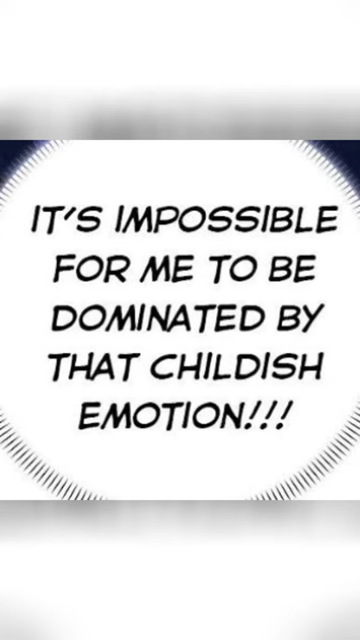 IT'S IMPOSSIBLE
FOR ME TO BE
DOMINATED BY
THAT CHILDISH
EMOTION!!!